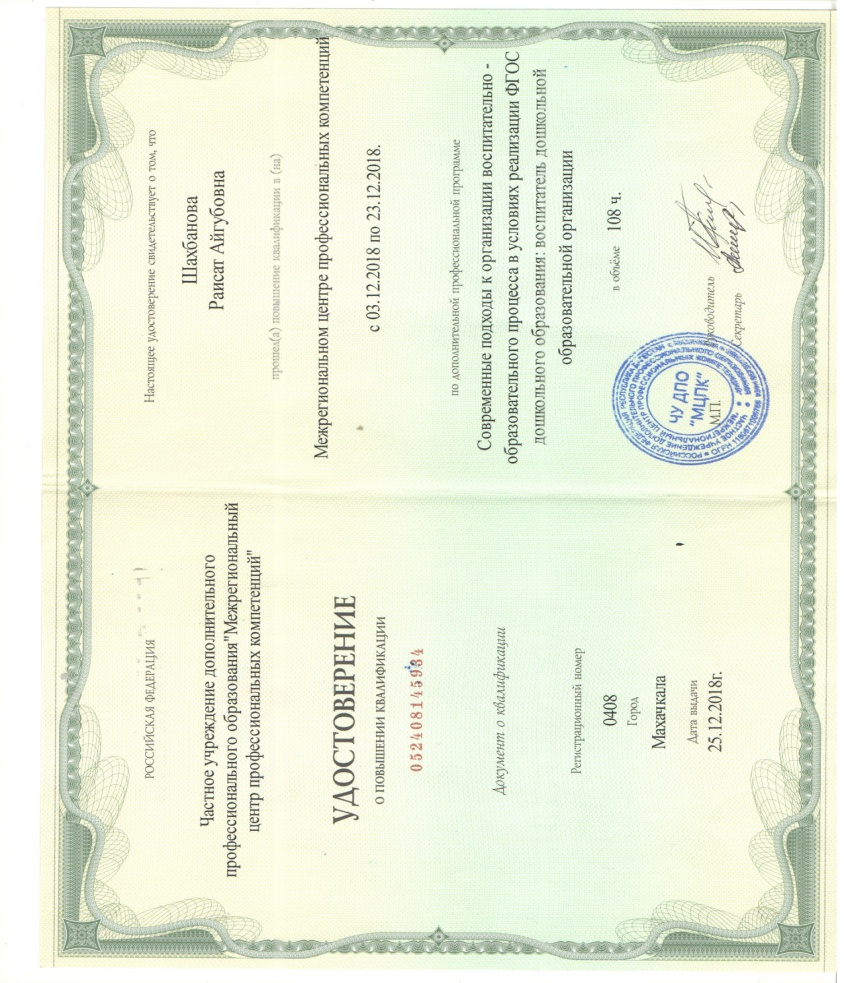 РОССИЙСКАЯ ФЕДЕРАЦИЯ
Частное учреждение дополнительного
профессионального образования"Межрегиональный
центр профессиональных компетенций"
УДОСТОВЕРЕНИЕ
О ПОВЫШЕНИИ КВАЛИФИКАЦИИ
052408145984
Документ о квалификации
Регистрационный номер
0408
Город
Махачкала
Дата выдачи
25.12.2018г.
Настоящее удостоверение свидетельствует о том, что
Шахбанова
Раисат Айгубовна
прошел(а) повышение квалификации в (на)
Межрегиональном центре профессиональных компетенций
с 03.12.2018 по 23.12.2018.
по дополнительной профессиональной программе
Современные подходы к организации воспитательно -
образовательного процесса в условиях реализации ФГОС
дошкольного образования: воспитатель дошкольной
образовательной организации
в объёме 108 ч.
Руководитель
Секретарь
М.П.
ЧУ ДПО
"МЦПК"